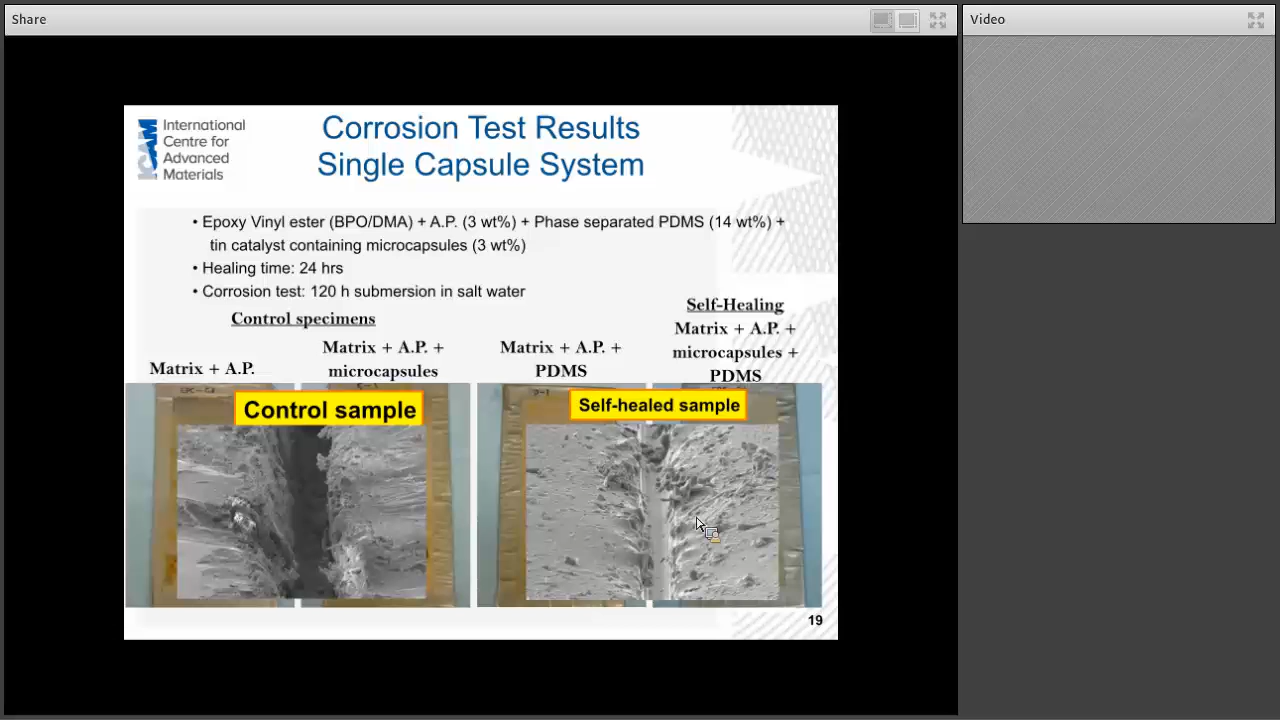 Share
Video
International
Centre for
Advanced
Materials
ICAM
Corrosion Test Results
Single Capsule System
• Epoxy Vinyl ester (BPO/DMA) + A.P. (3 wt%) + Phase separated PDMS (14 wt%) +
tin catalyst containing microcapsules (3 wt%)
• Healing time: 24 hrs
• Corrosion test: 120 h submersion in salt water
Control specimens
Matrix + A.P.
Matrix + A.P. +
microcapsules
Matrix + A.P. +
PDMS
Self-Healing
Matrix + A.P. +
microcapsules +
PDMS
Control sample
Self-healed sample
19